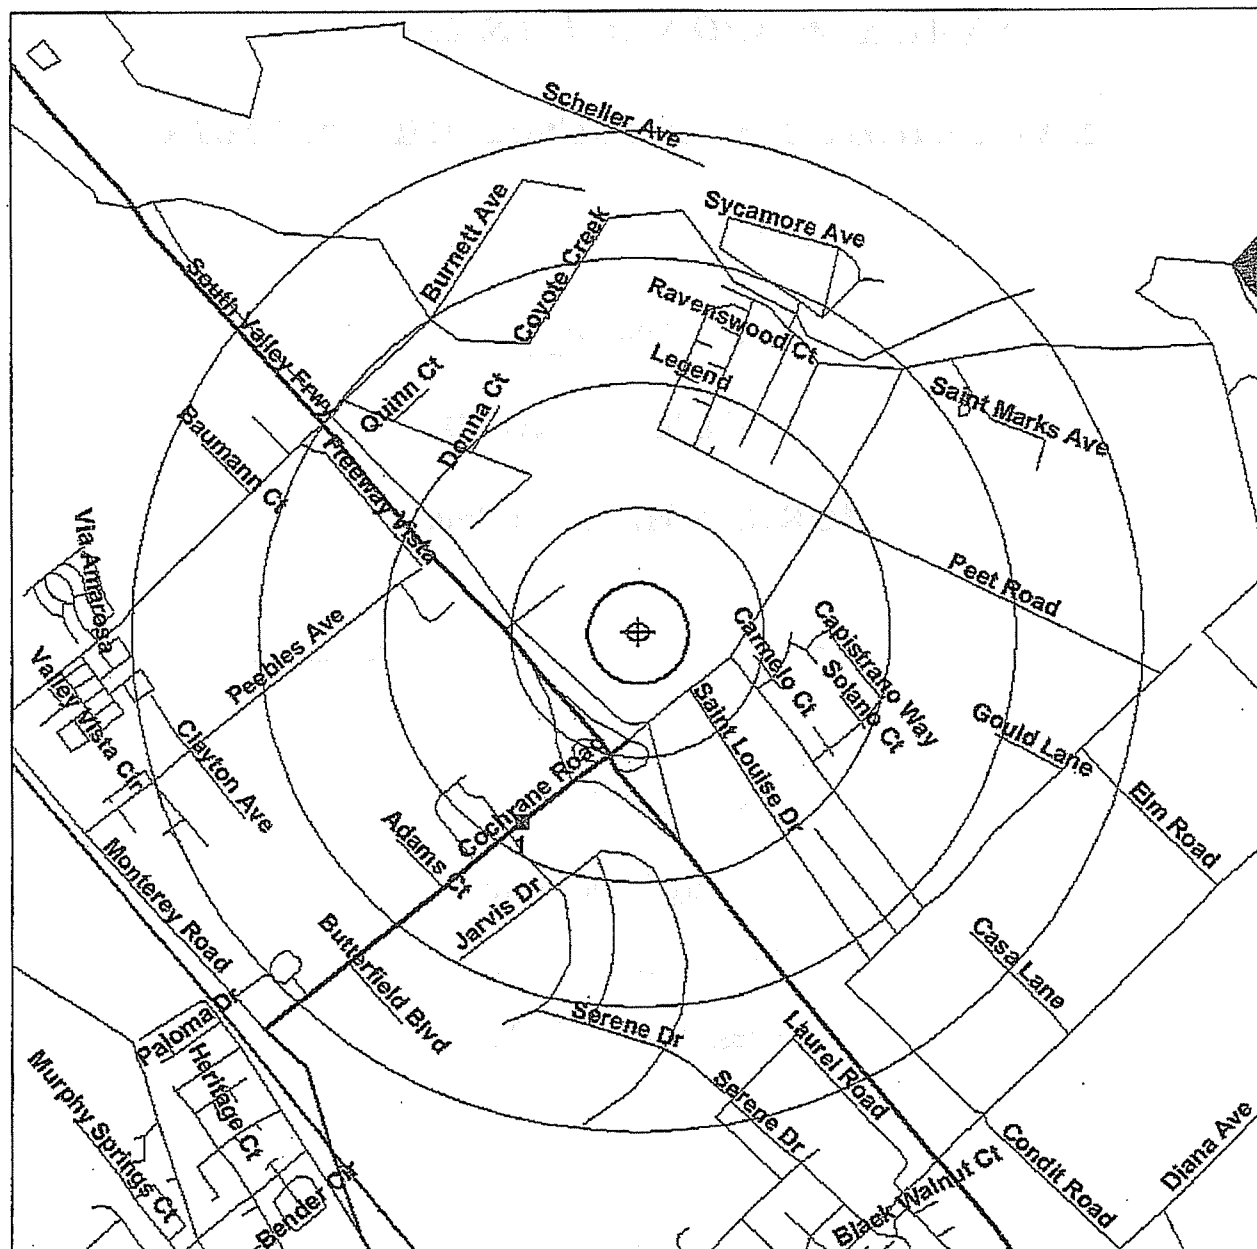 Scheller Ave
Burnett Ave
Coyote Creek
Sycamore Ave
South Valley Frwy
Ravenswood Ct
Legend
Quinn Ct
Donna Ct
Saint Marks Ave
Baumann Ct
Freeway Vista
Via Amarosa
Peebles Ave
Peet Road
Valley Vista Cir
Clayton Ave
Carmelo Ct
Capistrano Way
Solano Ct
Saint Louise Dr
Gould Lane
Elm Road
Cochrane Road
Adams Ct
Jarvis Dr
Monterey Road
Butterfield Blvd
Casa Lane
Paloma Dr
Serene Dr
Laurel Road
Heritage Ct
Murphy Springs Ct
Serene Dr
Bender Cir
Black Walnut Ct
Condit Road
Diana Ave